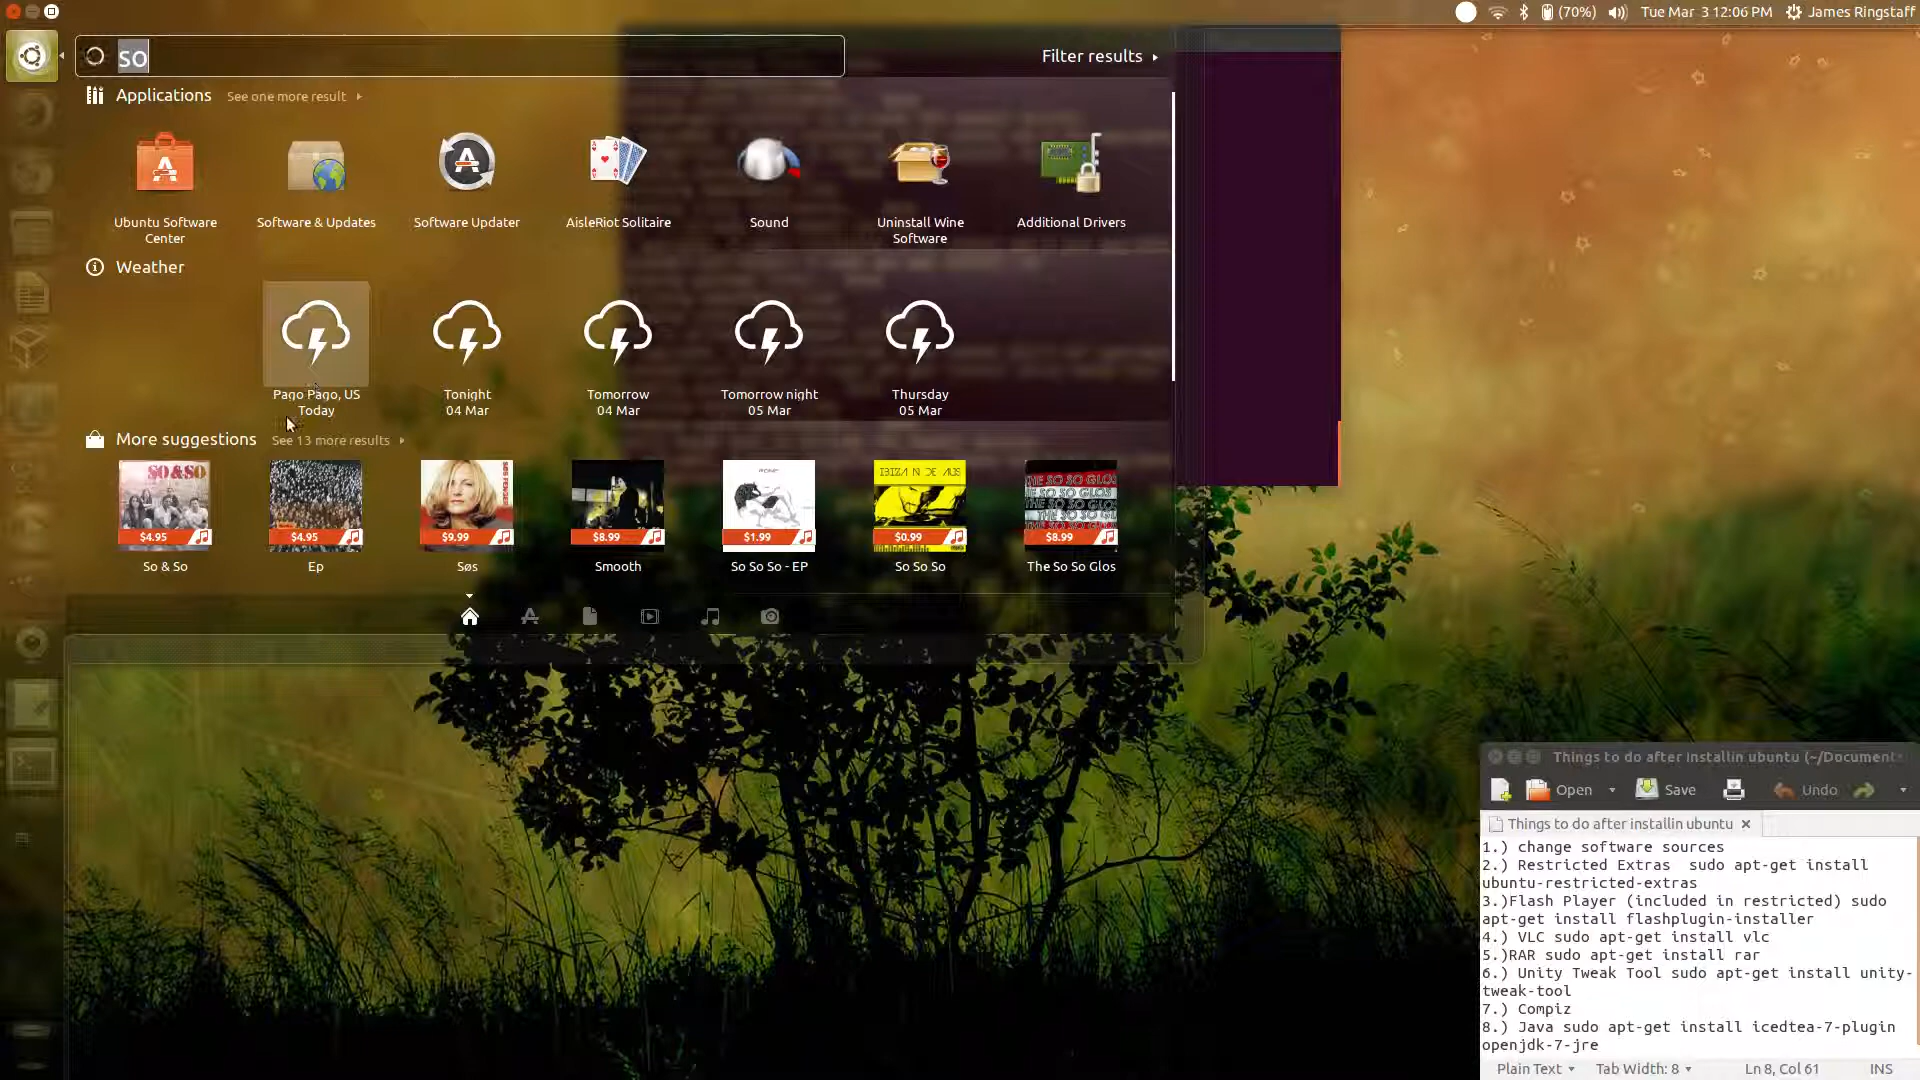 (70%) Tue Mar 3 12:06 PM James Ringstaff
so
Filter results
Applications See one more result
Ubuntu Software
Center
Software & Updates
Software Updater
AisleRiot Solitaire
Sound
Uninstall Wine
Software
Additional Drivers
Weather
Pago Pago, US
Today
Tonight
04 Mar
Tomorrow
04 Mar
Tomorrow night
05 Mar
Thursday
05 Mar
More suggestions See 13 more results
SO&SO
IBIZA N DE AUS
THE SO SO GLOS
$4.95 $4.95 $9.99 $8.99 $1.99 $0.99 $8.99
So & So
Ep
Søs
Smooth
So So So - EP
So So So
The So So Glos
Things to do after installin ubuntu (~/Document
Open Save Undo
Things to do after installin ubuntu
1.) change software sources
2.) Restricted Extras  sudo apt-get install
ubuntu-restricted-extras
3.)Flash Player (included in restricted) sudo
apt-get install flashplugin-installer
4.) VLC sudo apt-get install vlc
5.)RAR sudo apt-get install rar
6.) Unity Tweak Tool sudo apt-get install unity-
tweak-tool
7.) Compiz
8.) Java sudo apt-get install icedtea-7-plugin
openjdk-7-jre
Plain Text Tab Width: 8 Ln 8, Col 61 INS